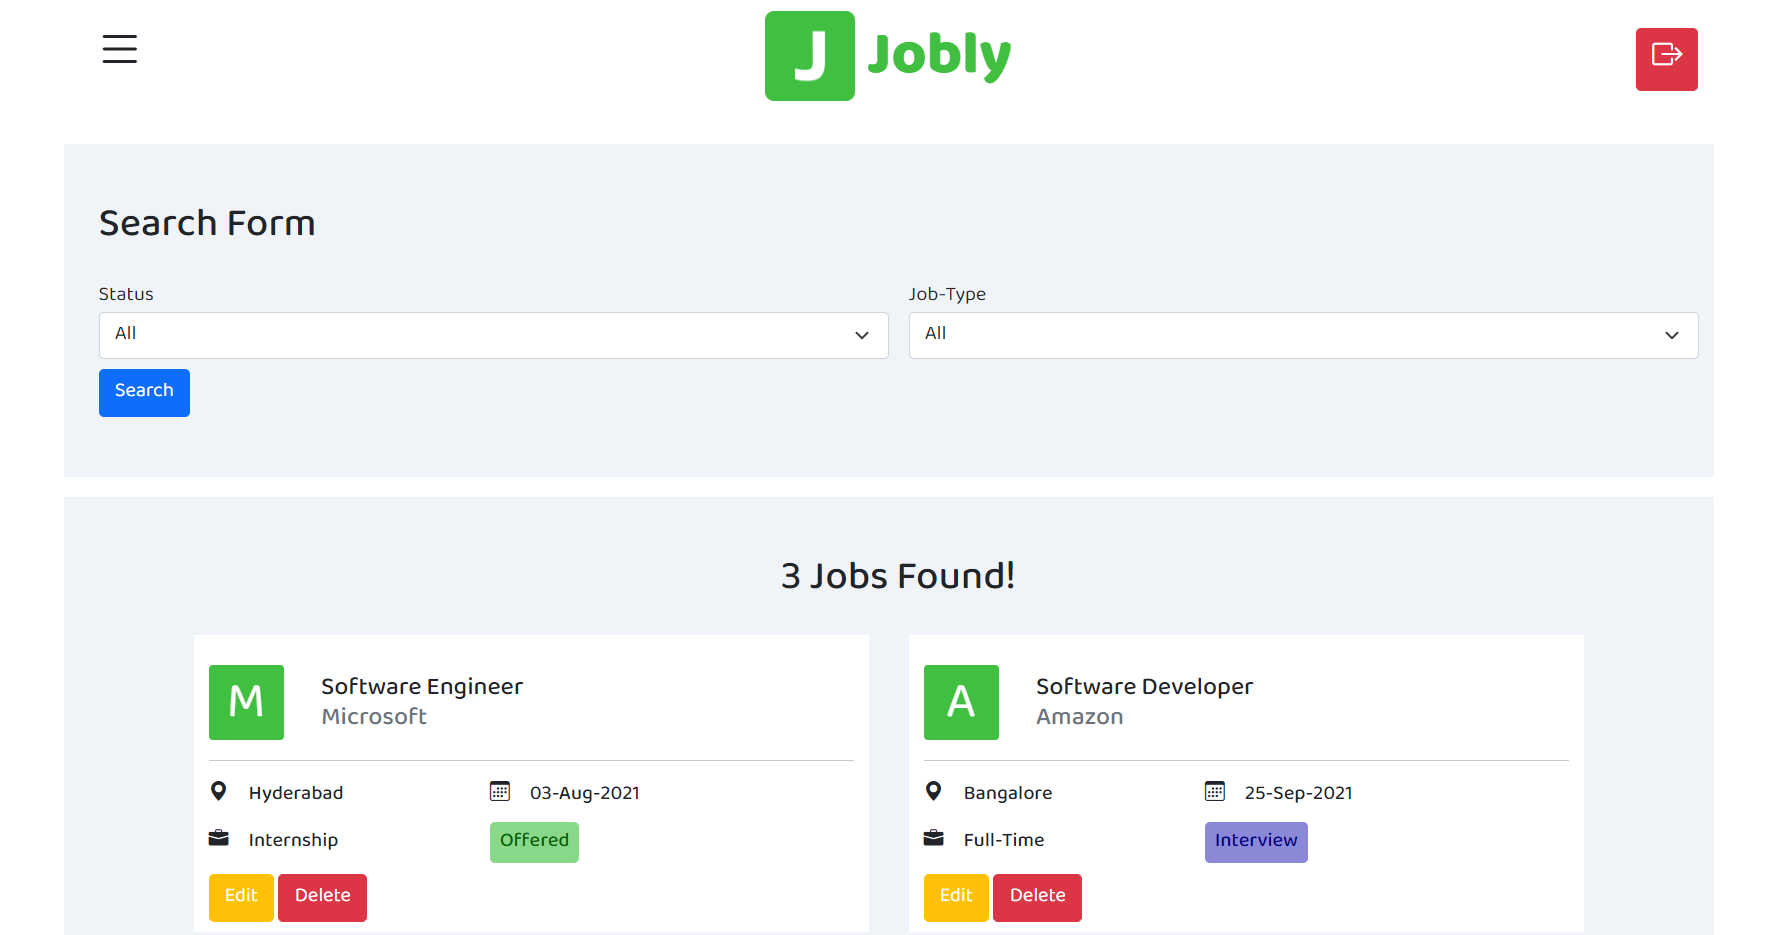 J Jobly
Search Form
Status
All
Job-Type
All
Search
3 Jobs Found!
M
Software Engineer
Microsoft
Hyderabad
03-Aug-2021
Internship
Offered
Edit
Delete
A
Software Developer
Amazon
Bangalore
25-Sep-2021
Full-Time
Interview
Edit
Delete